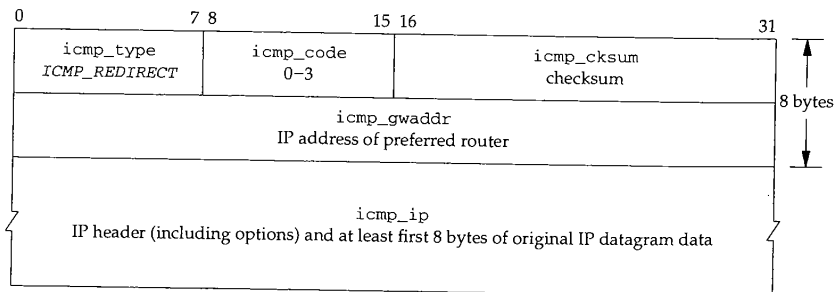 0 7 8 15 16 31
icmp_type icmp_code icmp_cksum
ICMP_REDIRECT 0–3 checksum
8 bytes
icmp_gwaddr
IP address of preferred router
icmp_ip
IP header (including options) and at least first 8 bytes of original IP datagram data